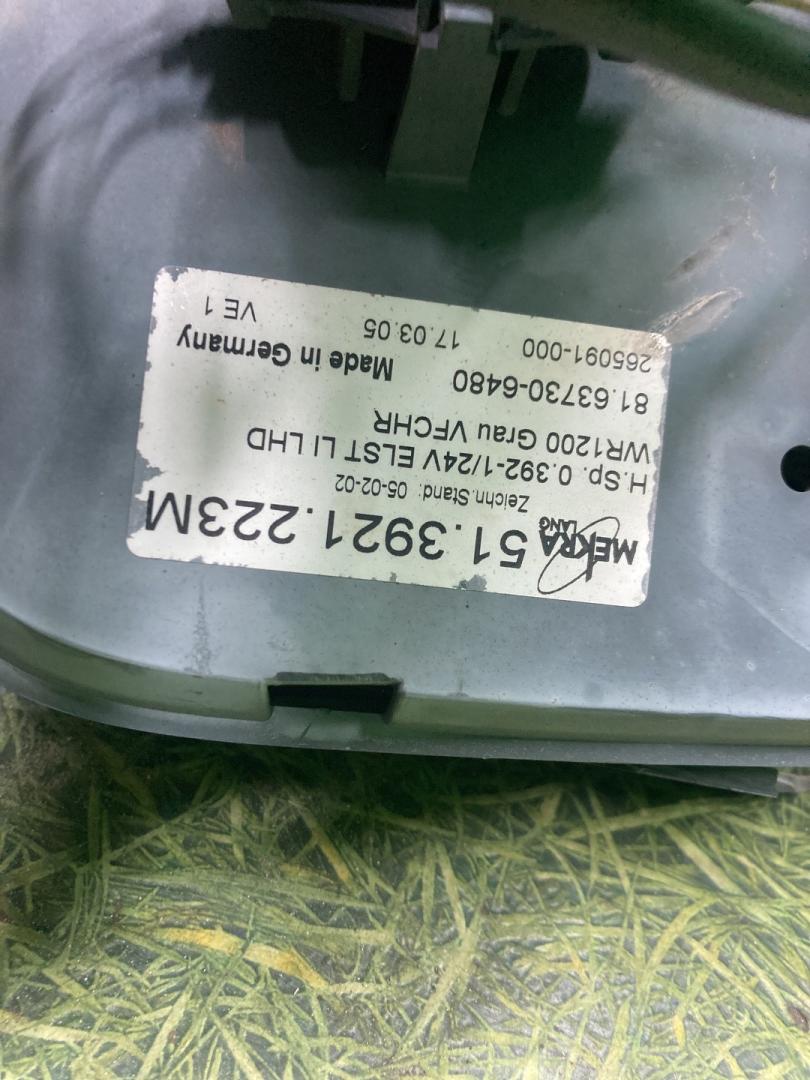 MEKRA LANG 51.3921.223M
Zeichn.Stand: 05-02-02
H.Sp. 0.392-1/24V ELST LI LHD
WR1200 Grau VFCHR
81.63730-6480 Made in Germany
265091-000 17.03.05 VE 1